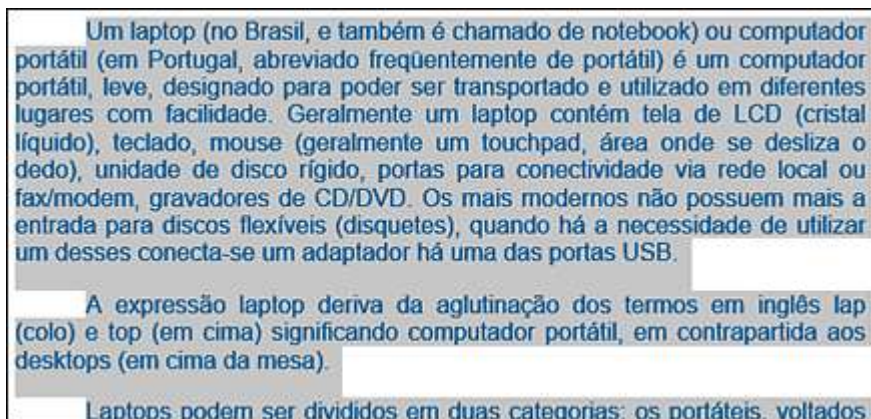 Um laptop (no Brasil, e também é chamado de notebook) ou computador
portátil (em Portugal, abreviado freqüentemente de portátil) é um computador
portátil, leve, designado para poder ser transportado e utilizado em diferentes
lugares com facilidade. Geralmente um laptop contém tela de LCD (cristal
líquido), teclado, mouse (geralmente um touchpad, área onde se desliza o
dedo), unidade de disco rígido, portas para conectividade via rede local ou
fax/modem, gravadores de CD/DVD. Os mais modernos não possuem mais a
entrada para discos flexíveis (disquetes), quando há a necessidade de utilizar
um desses conecta-se um adaptador há uma das portas USB.
A expressão laptop deriva da aglutinação dos termos em inglês lap
(colo) e top (em cima) significando computador portátil, em contrapartida aos
desktops (em cima da mesa).
Laptops podem ser divididos em duas categorias: os portáteis, voltados